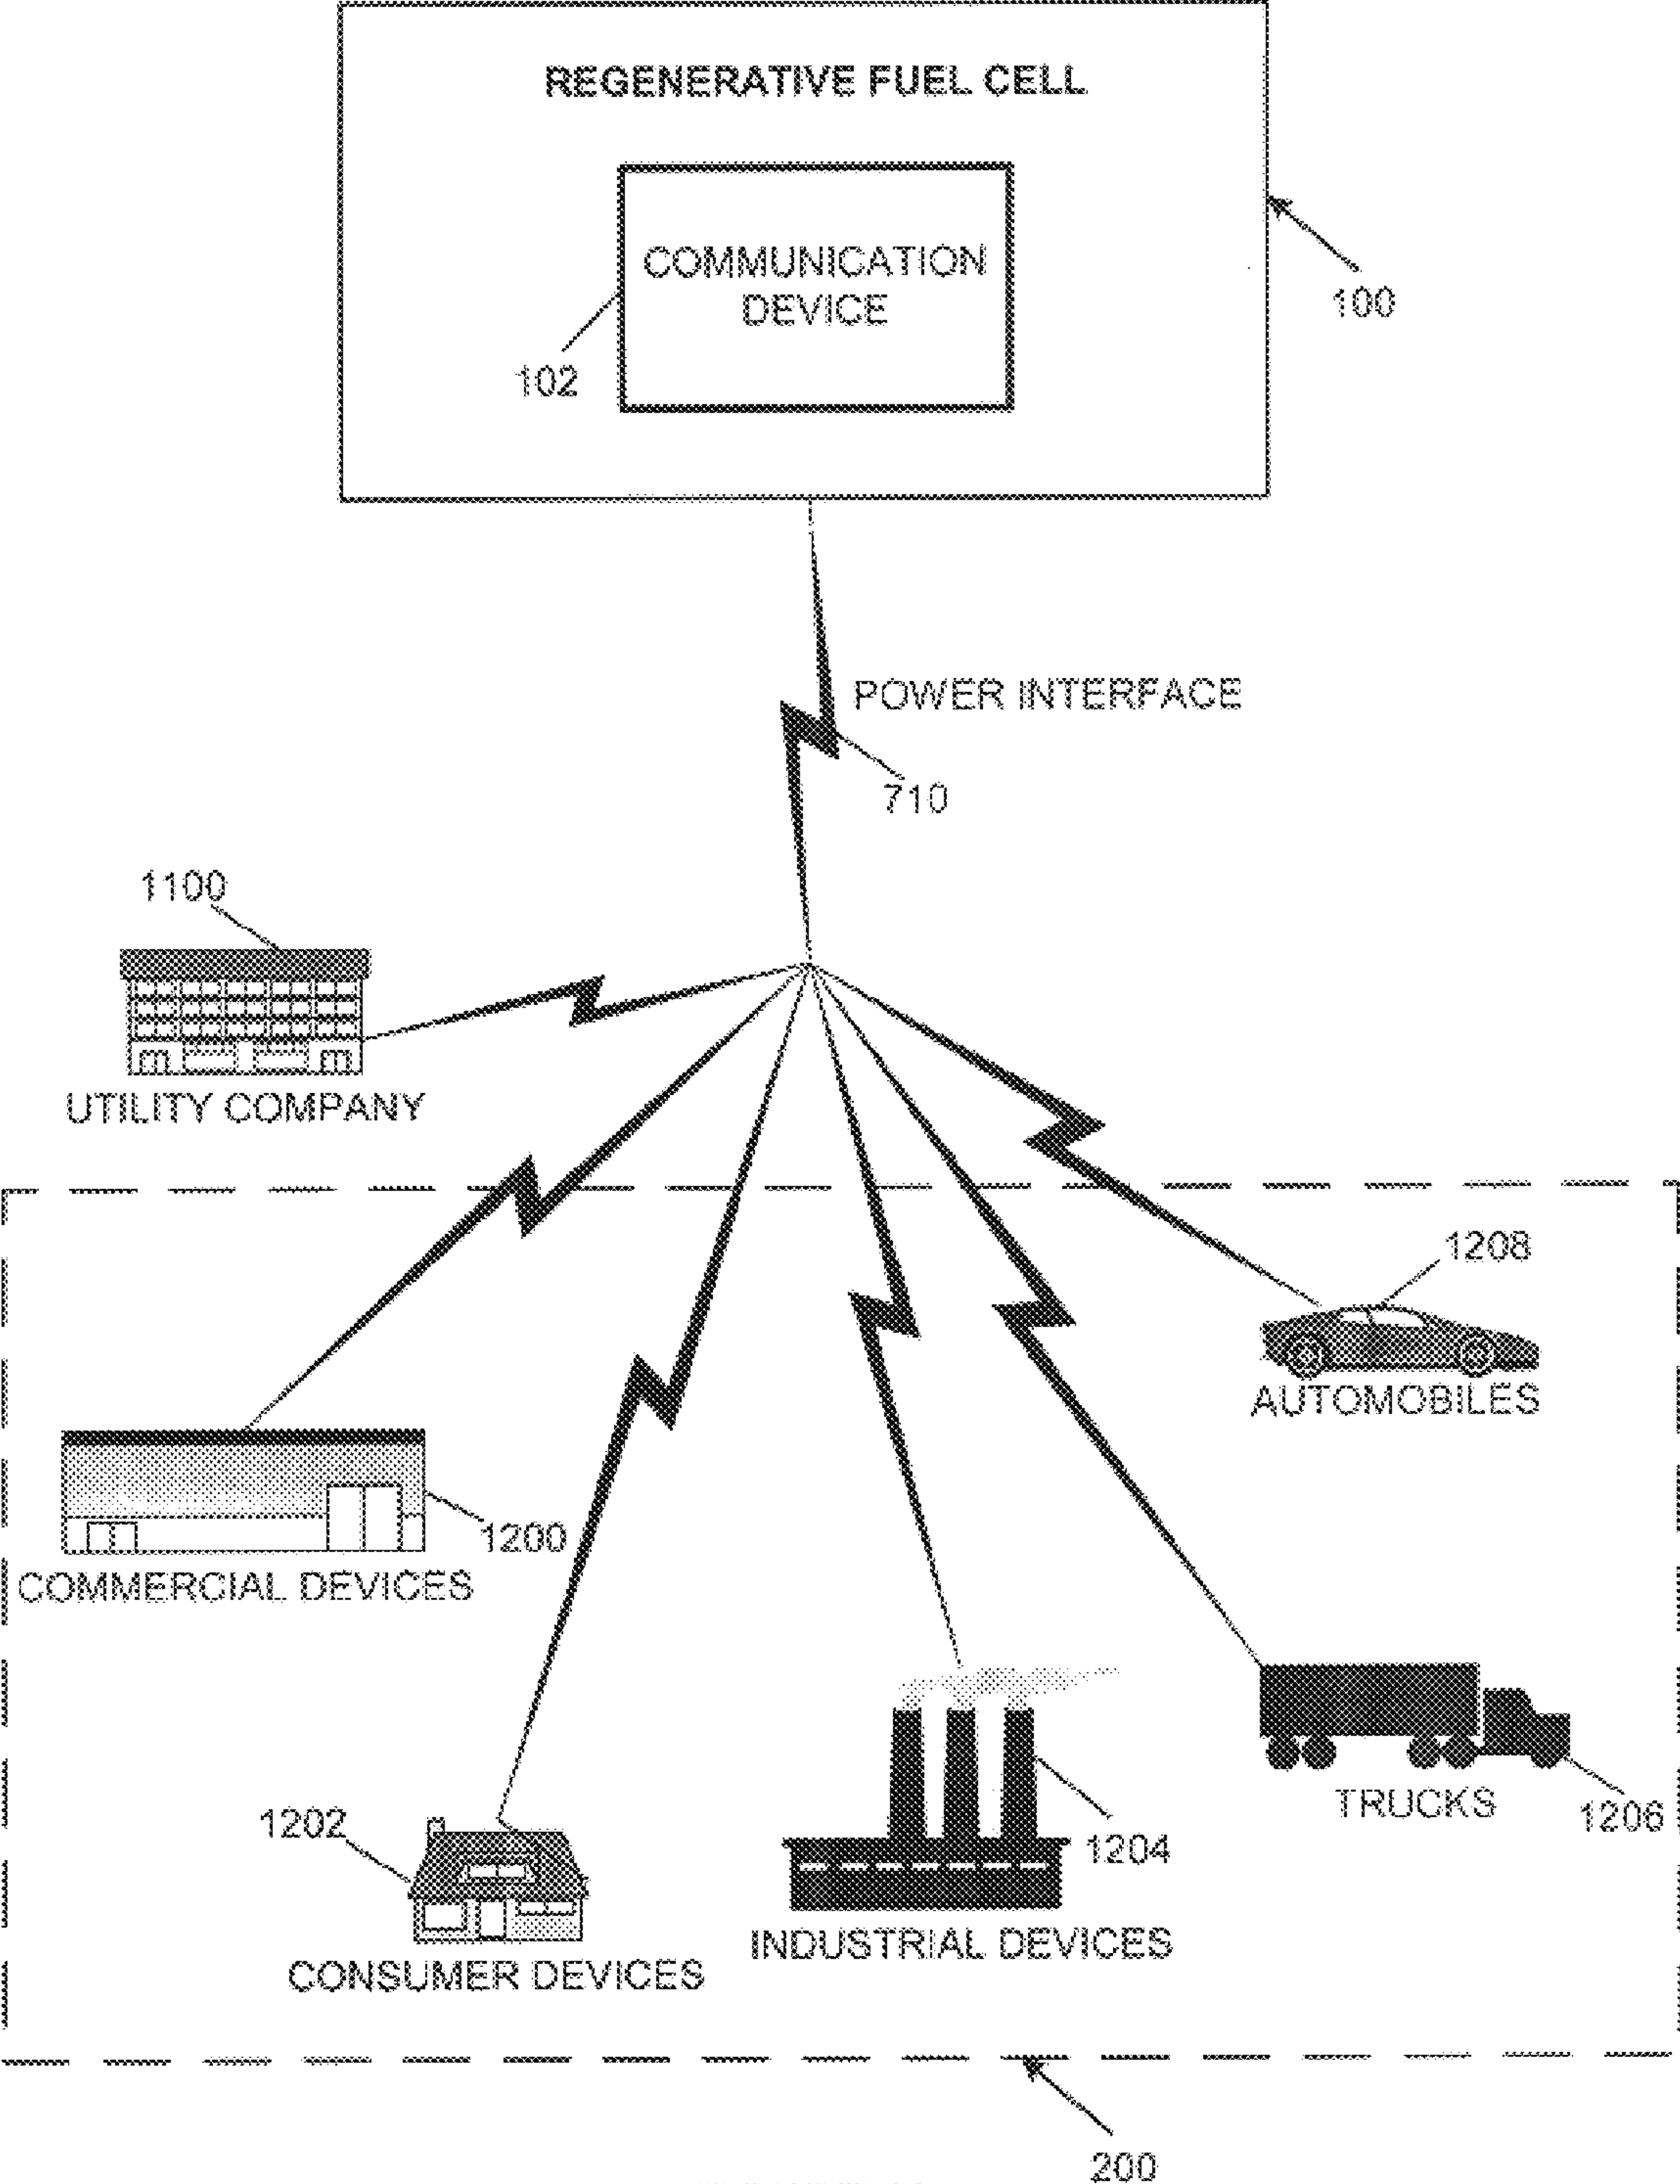 REGENERATIVE FUEL CELL
COMMUNICATION
DEVICE
100
102
POWER INTERFACE
710
1100
UTILITY COMPANY
1208
AUTOMOBILES
1200
COMMERCIAL DEVICES
TRUCKS
1206
1202
1204
INDUSTRIAL DEVICES
CONSUMER DEVICES
200